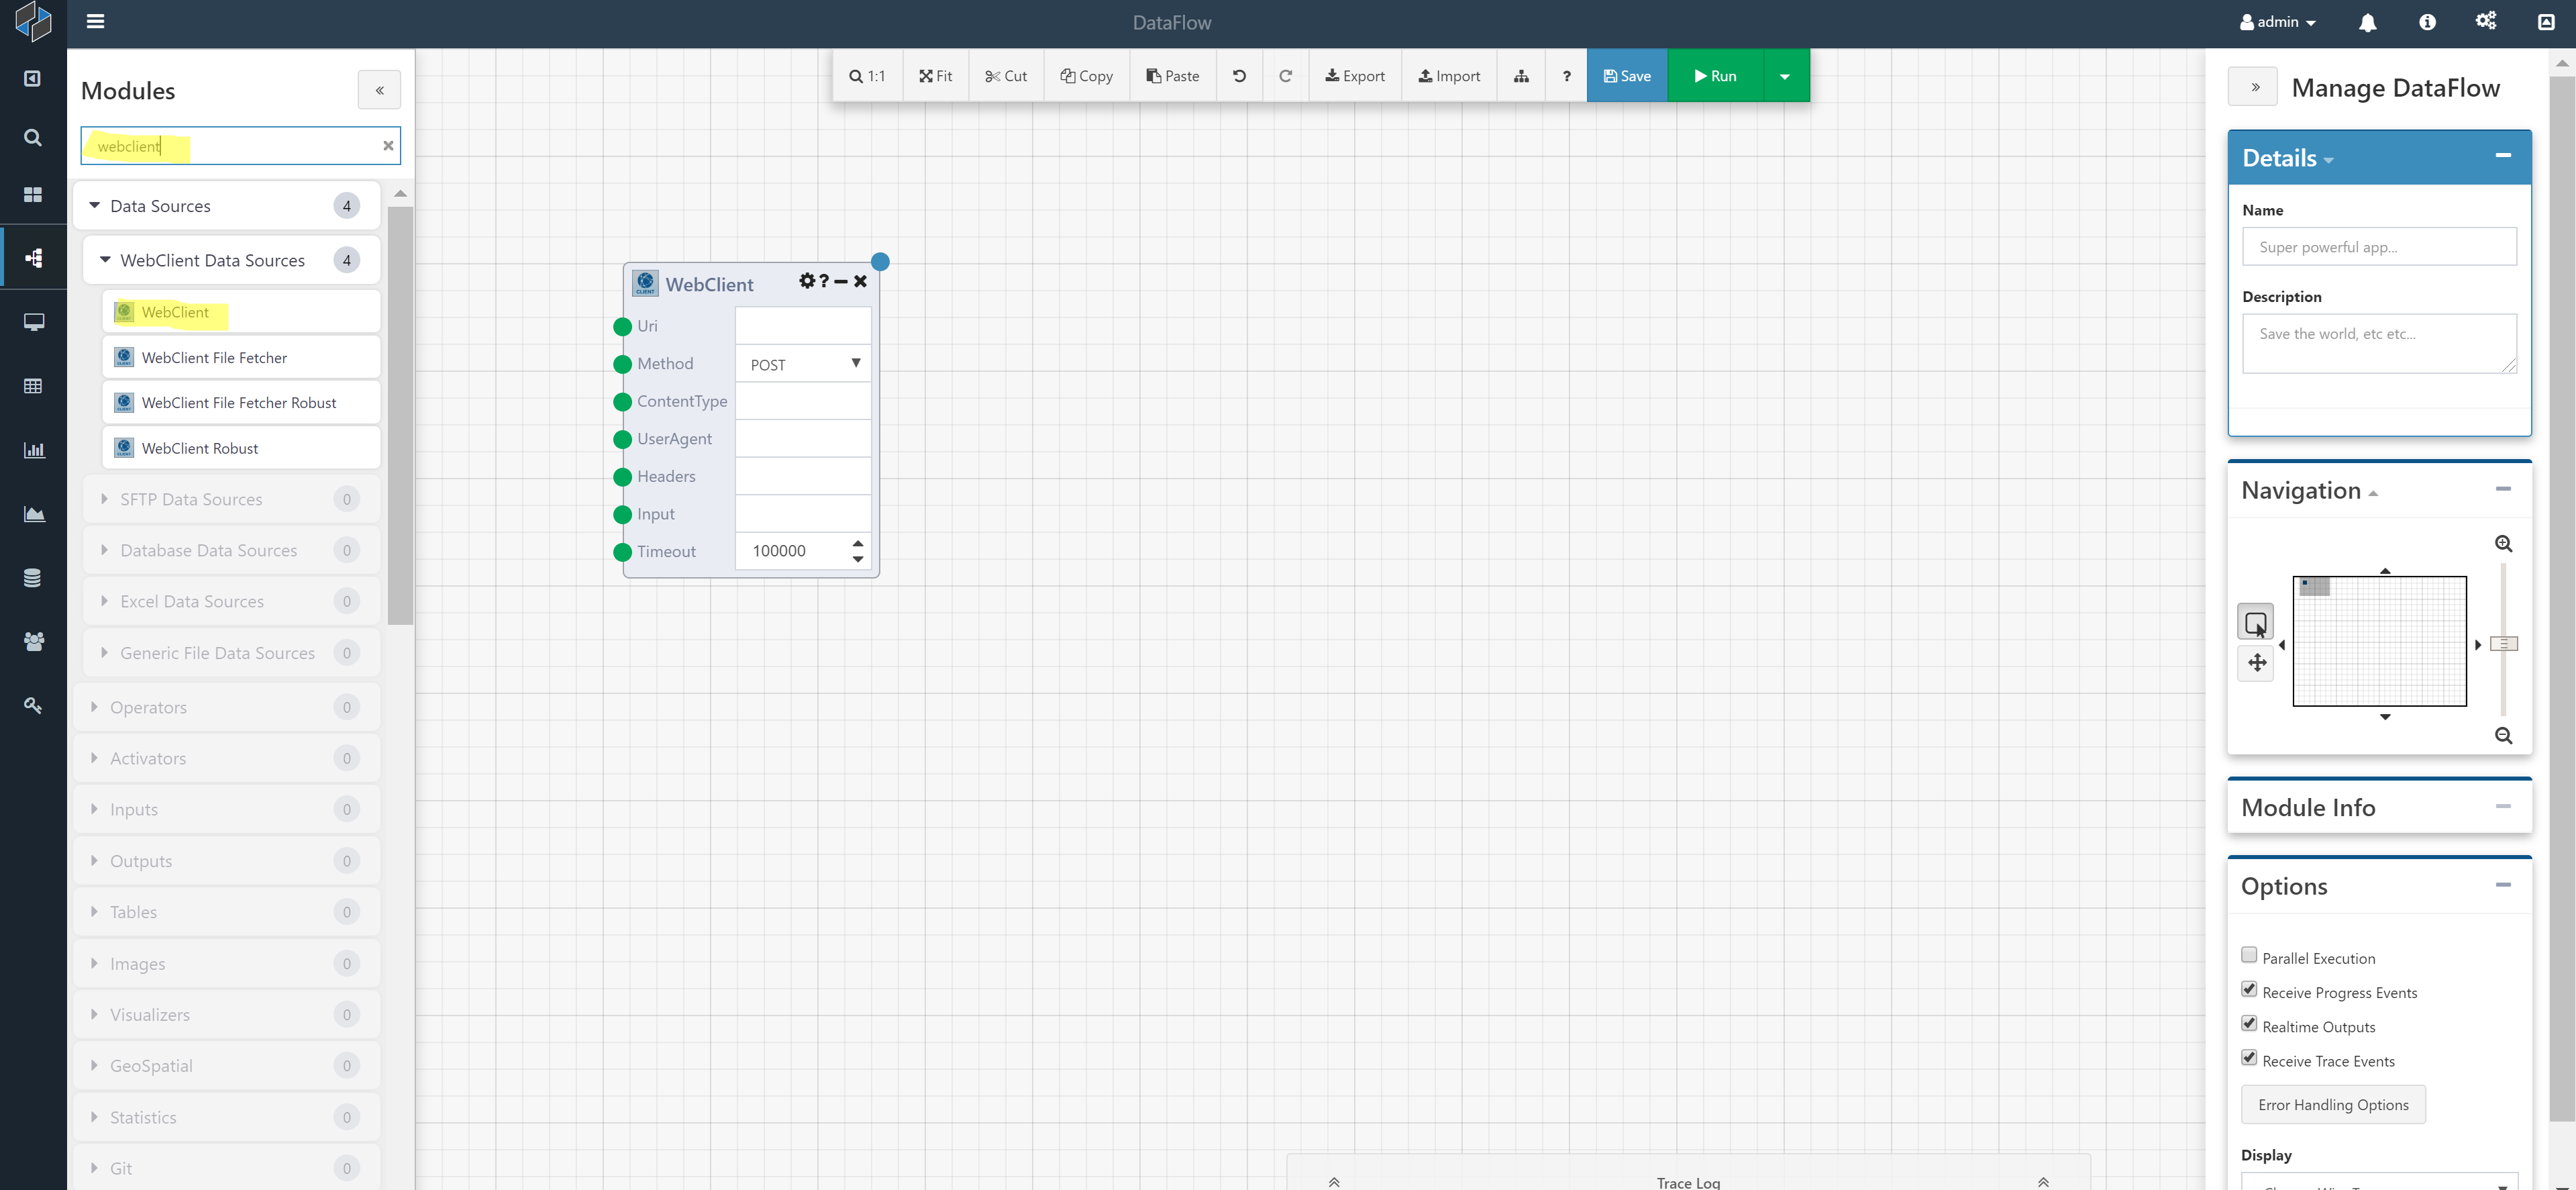 DataFlow
admin
Modules
webclient
Data Sources 4
WebClient Data Sources 4
WebClient
WebClient File Fetcher
WebClient File Fetcher Robust
WebClient Robust
SFTP Data Sources 0
Database Data Sources 0
Excel Data Sources 0
Generic File Data Sources 0
Operators 0
Activators 0
Inputs 0
Outputs 0
Tables 0
Images 0
Visualizers 0
GeoSpatial 0
Statistics 0
Git 0
1:1 Fit Cut Copy Paste Export Import ? Save Run
CLIENT WebClient ?
Uri
Method POST
ContentType
UserAgent
Headers
Input
Timeout 100000
Trace Log
Manage DataFlow
Details
Name
Super powerful app...
Description
Save the world, etc etc...
Navigation
Module Info
Options
Parallel Execution
Receive Progress Events
Realtime Outputs
Receive Trace Events
Error Handling Options
Display